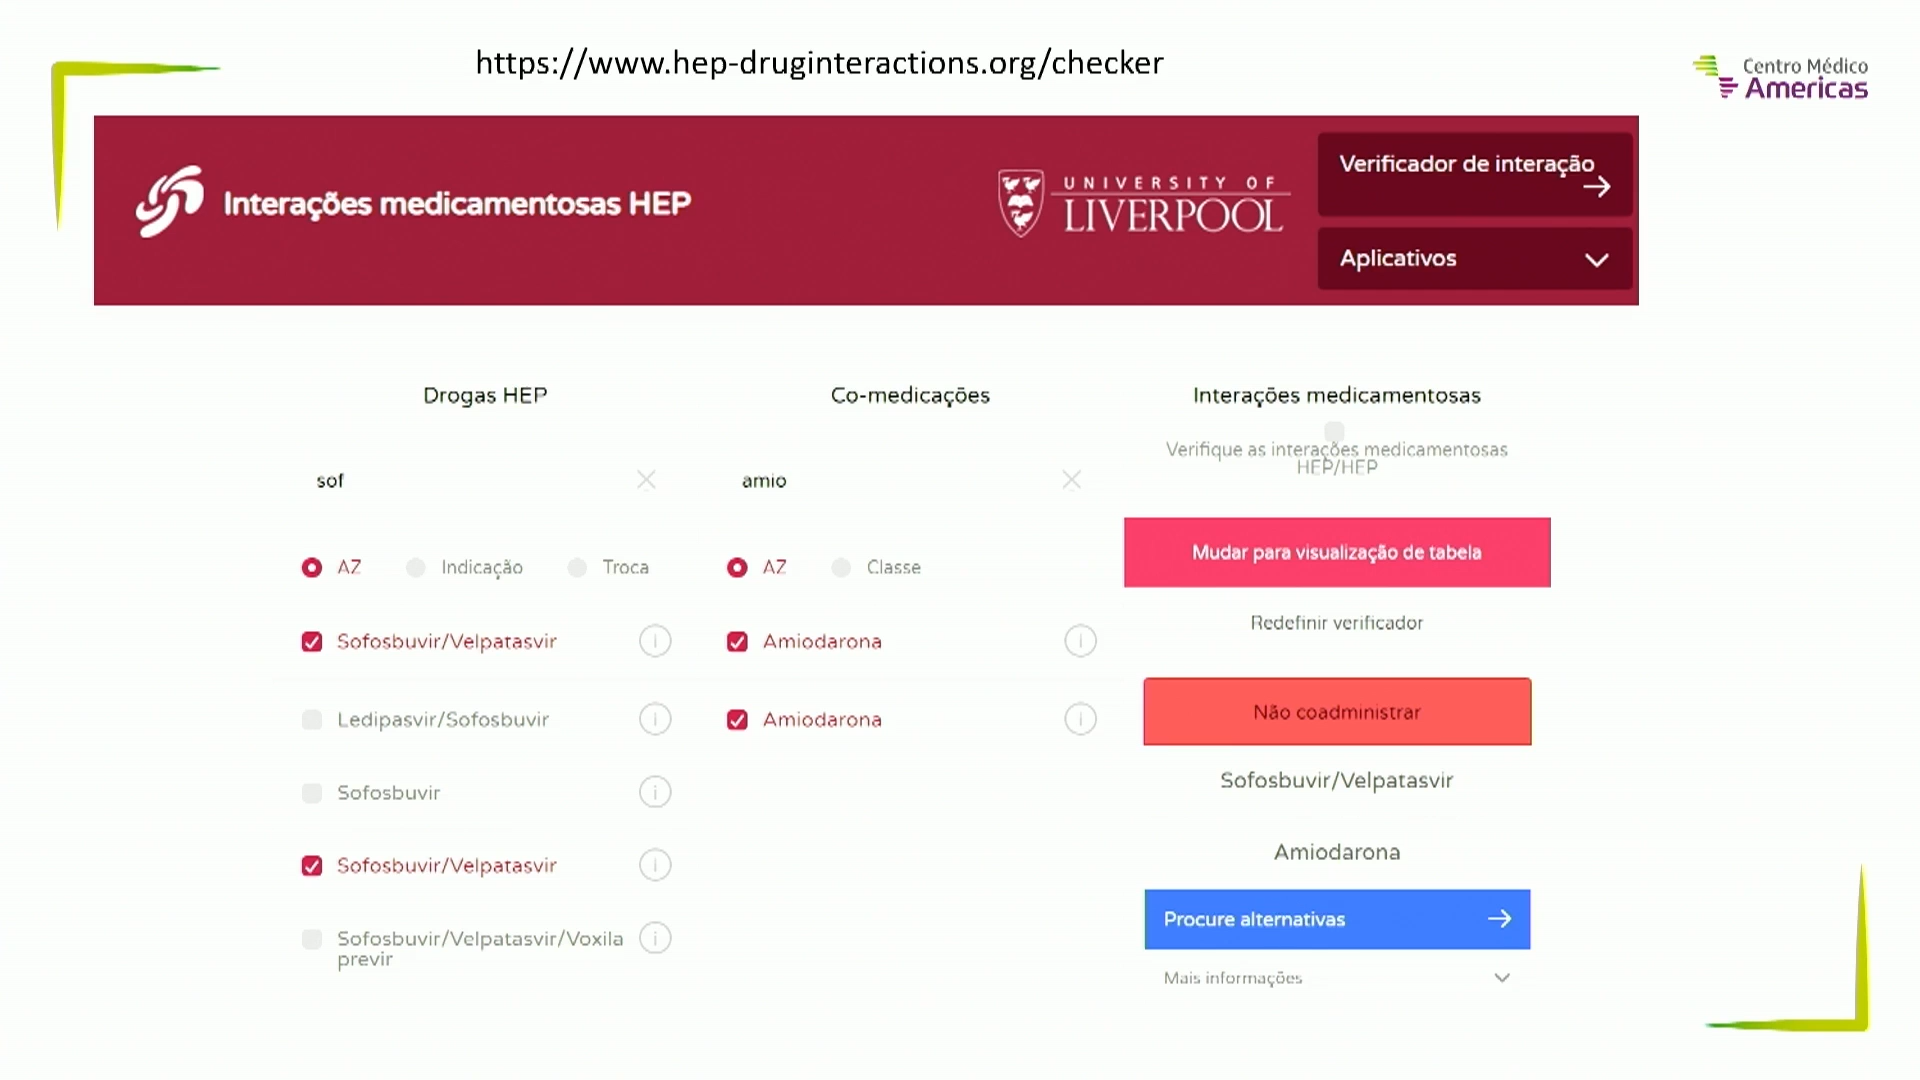 https://www.hep-druginteractions.org/checker
Centro Médico
Americas
Interações medicamentosas HEP
UNIVERSITY OF
LIVERPOOL
Verificador de interação
Aplicativos
Drogas HEP
Co-medicações
Interações medicamentosas
Verifique as interações medicamentosas
HEP/HEP
sof
amio
Mudar para visualização de tabela
AZ
Indicação
Troca
AZ
Classe
Redefinir verificador
Sofosbuvir/Velpatasvir
Amiodarona
Ledipasvir/Sofosbuvir
Amiodarona
Não coadministrar
Sofosbuvir
Sofosbuvir/Velpatasvir
Sofosbuvir/Velpatasvir
Amiodarona
Sofosbuvir/Velpatasvir/Voxila
previr
Procure alternativas
Mais informações